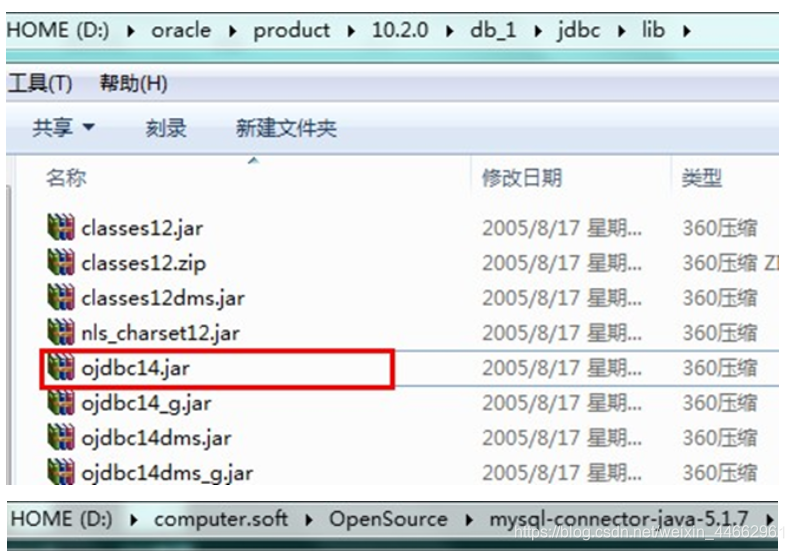 HOME (D:) ▸ oracle ▸ product ▸ 10.2.0 ▸ db_1 ▸ jdbc ▸ lib ▸
工具(T) 帮助(H)
共享 刻录 新建文件夹
名称 修改日期 类型
classes12.jar 2005/8/17 星期... 360压缩
classes12.zip 2005/8/17 星期... 360压缩 ZI
classes12dms.jar 2005/8/17 星期... 360压缩
nls_charset12.jar 2005/8/17 星期... 360压缩
ojdbc14.jar 2005/8/17 星期... 360压缩
ojdbc14_g.jar 2005/8/17 星期... 360压缩
ojdbc14dms.jar 2005/8/17 星期... 360压缩
ojdbc14dms_g.jar 2005/8/17 星期... 360压缩
HOME (D:) ▸ computer.soft ▸ OpenSource ▸ mysql-connector-java-5.1.7 ▸
https://blog.csdn.net/weixin_44662961